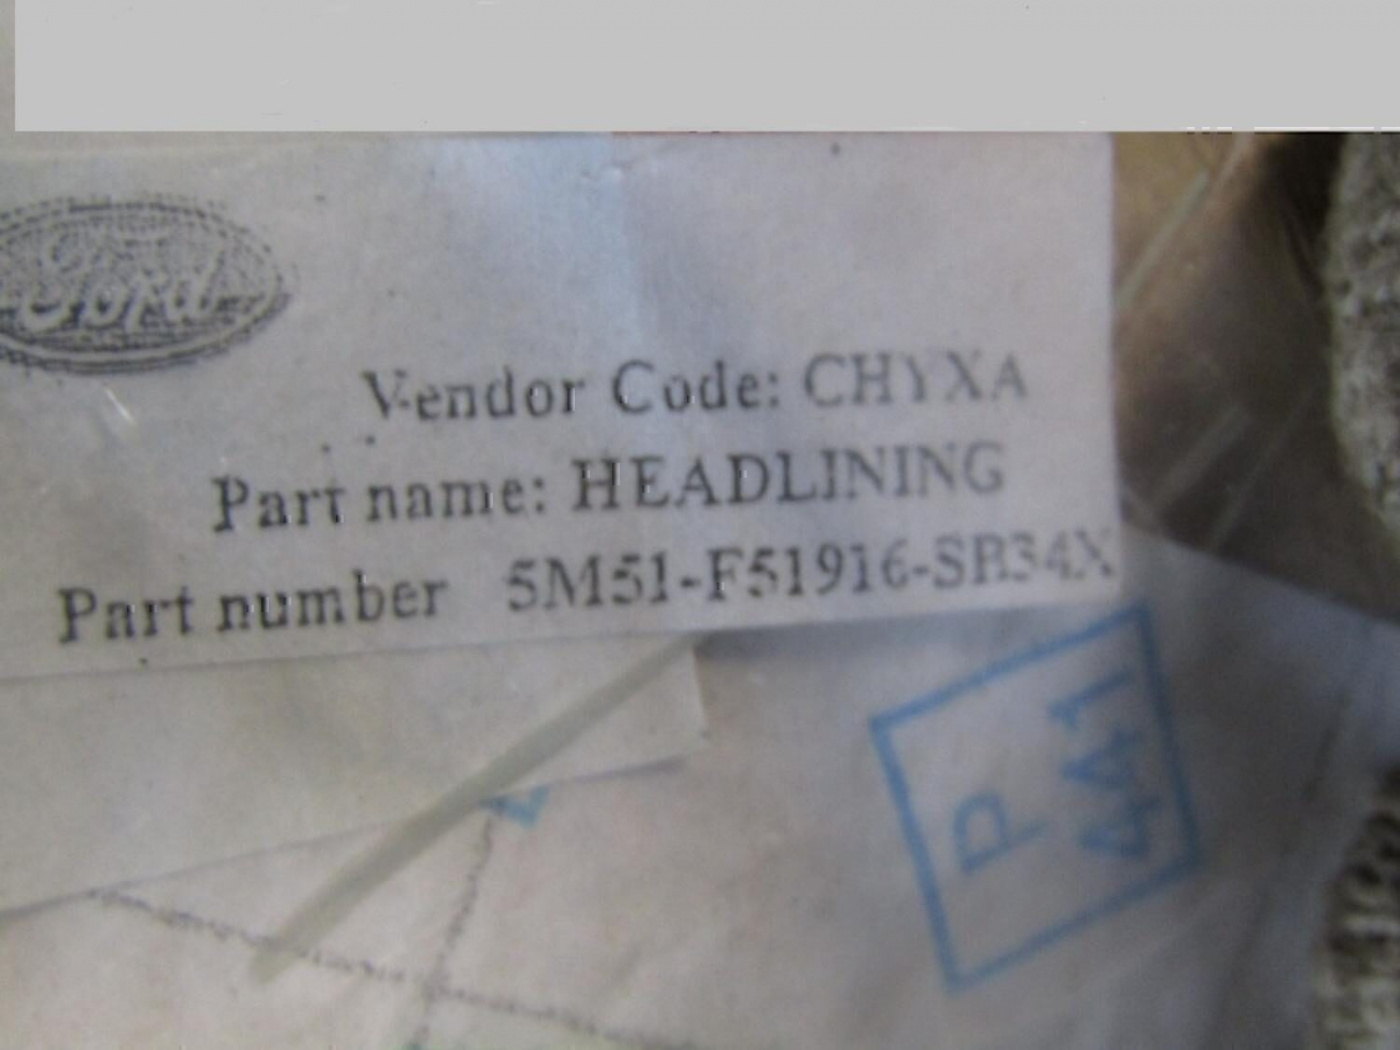 Ford
Vendor Code: CHYXA
Part name: HEADLINING
Part number 5M51-F51916-SB34X
P
441